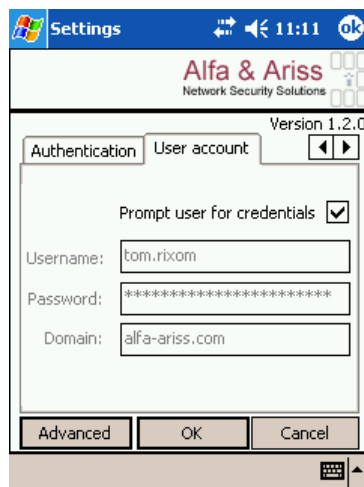 Settings 11:11 ok
Alfa & Ariss
Network Security Solutions
Version 1.2.0
Authentication User account
Prompt user for credentials
Username: tom.rixom
Password: ************************
Domain: alfa-ariss.com
Advanced OK Cancel